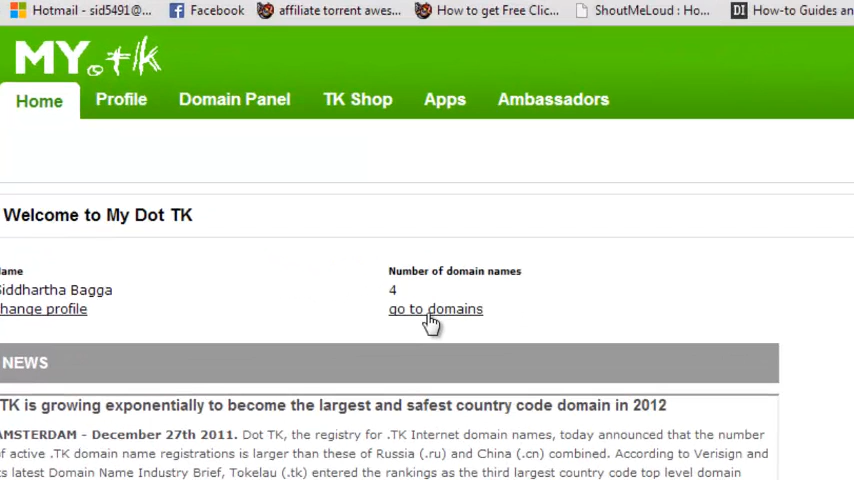 Hotmail - sid5491@... Facebook affiliate torrent awes... How to get Free Clic... ShoutMeLoud : Ho... DI How-to Guides an
MY.tk
Home Profile Domain Panel TK Shop Apps Ambassadors
Welcome to My Dot TK
ame Number of domain names
Siddhartha Bagga 4
hange profile go to domains
NEWS
TK is growing exponentially to become the largest and safest country code domain in 2012
AMSTERDAM - December 27th 2011. Dot TK, the registry for .TK Internet domain names, today announced that the number
of active .TK domain name registrations is larger than these of Russia (.ru) and China (.cn) combined. According to Verisign and
ts latest Domain Name Industry Brief, Tokelau (.tk) entered the rankings as the third largest country code top level domain